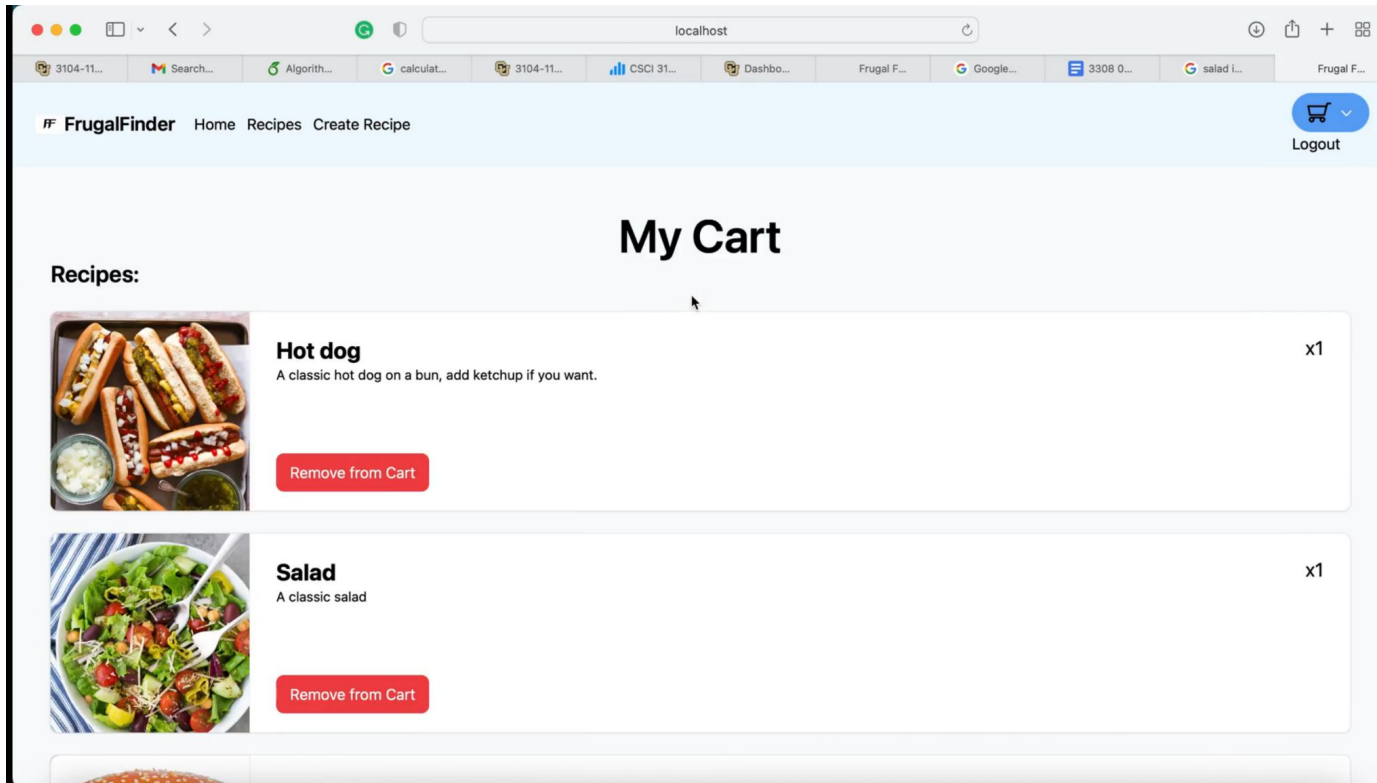 localhost
3104-11...
Search...
Algorith...
calculat...
3104-11...
CSCI 31...
Dashbo...
Frugal F...
Google...
3308 0...
salad i...
Frugal F...
FF FrugalFinder
Home
Recipes
Create Recipe
Logout
My Cart
Recipes:
Hot dog
x1
A classic hot dog on a bun, add ketchup if you want.
Remove from Cart
Salad
x1
A classic salad
Remove from Cart